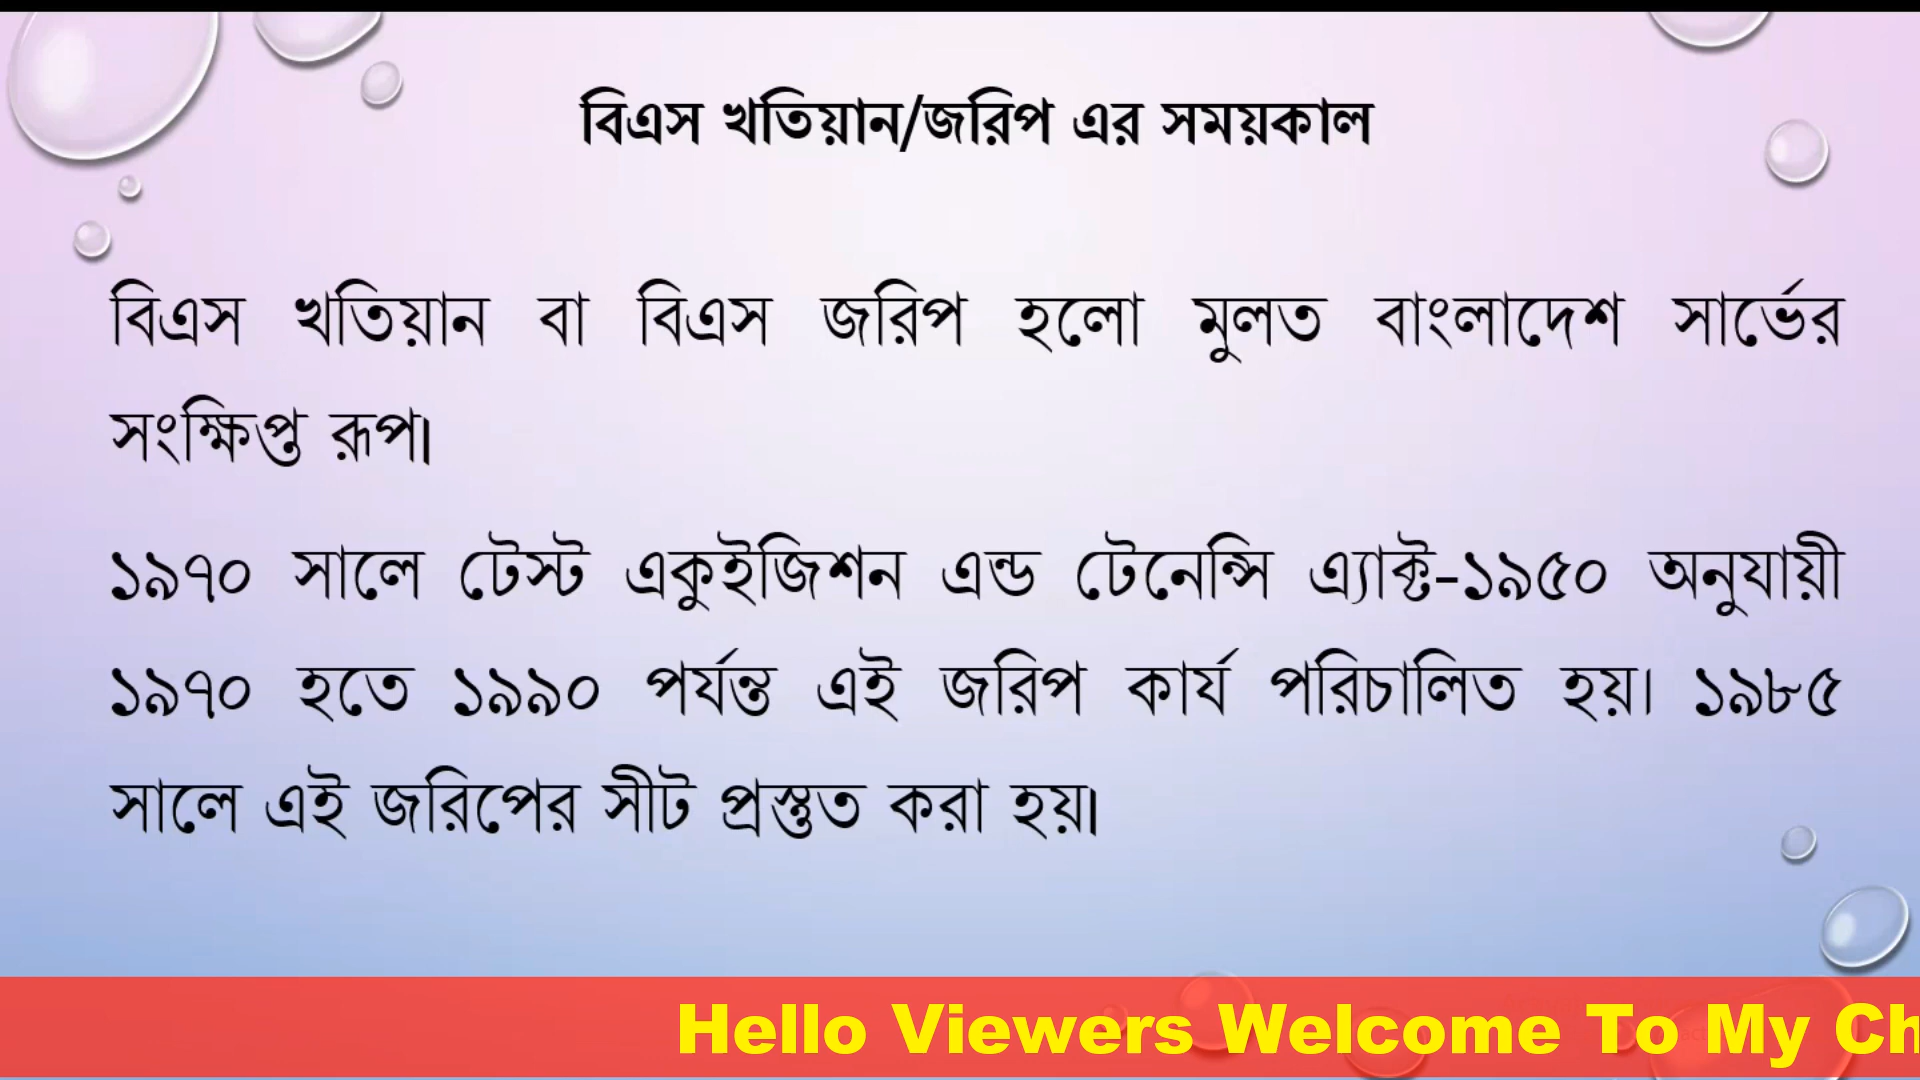 বিএস খতিয়ান/জরিপ এর সময়কাল
বিএস খতিয়ান বা বিএস জরিপ হলো মুলত বাংলাদেশ সার্ভের
সংক্ষিপ্ত রূপ।
১৯৭০ সালে টেস্ট একুইজিশন এন্ড টেনেন্সি এ্যাক্ট-১৯৫০ অনুযায়ী
১৯৭০ হতে ১৯৯০ পর্যন্ত এই জরিপ কার্য পরিচালিত হয়। ১৯৮৫
সালে এই জরিপের সীট প্রস্তুত করা হয়।
Hello Viewers Welcome To My Ch